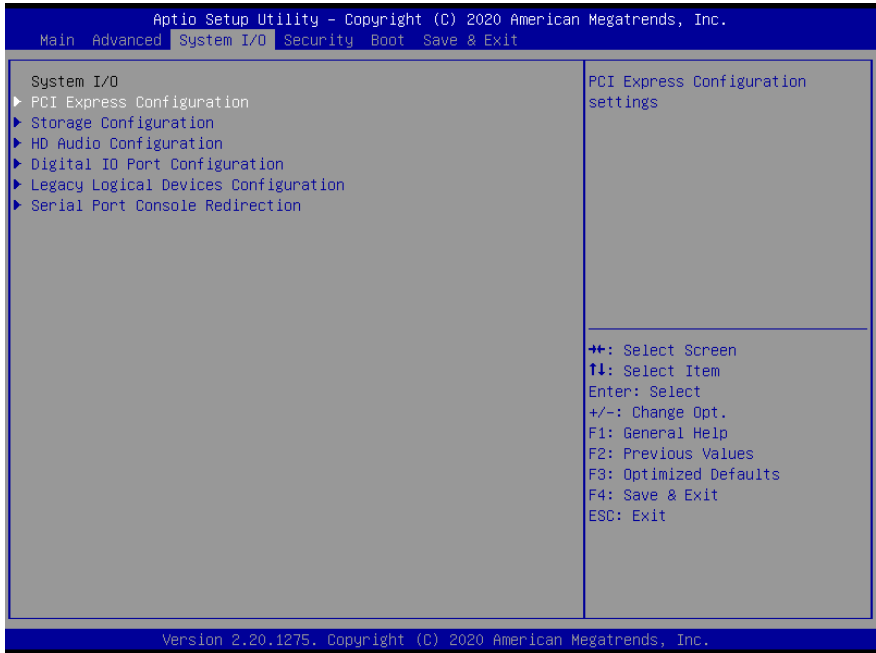 Aptio Setup Utility – Copyright (C) 2020 American Megatrends, Inc.
Main Advanced System I/O Security Boot Save & Exit
System I/O
▶ PCI Express Configuration
▶ Storage Configuration
▶ HD Audio Configuration
▶ Digital IO Port Configuration
▶ Legacy Logical Devices Configuration
▶ Serial Port Console Redirection
PCI Express Configuration
settings
→←: Select Screen
↑↓: Select Item
Enter: Select
+/-: Change Opt.
F1: General Help
F2: Previous Values
F3: Optimized Defaults
F4: Save & Exit
ESC: Exit
Version 2.20.1275. Copyright (C) 2020 American Megatrends, Inc.